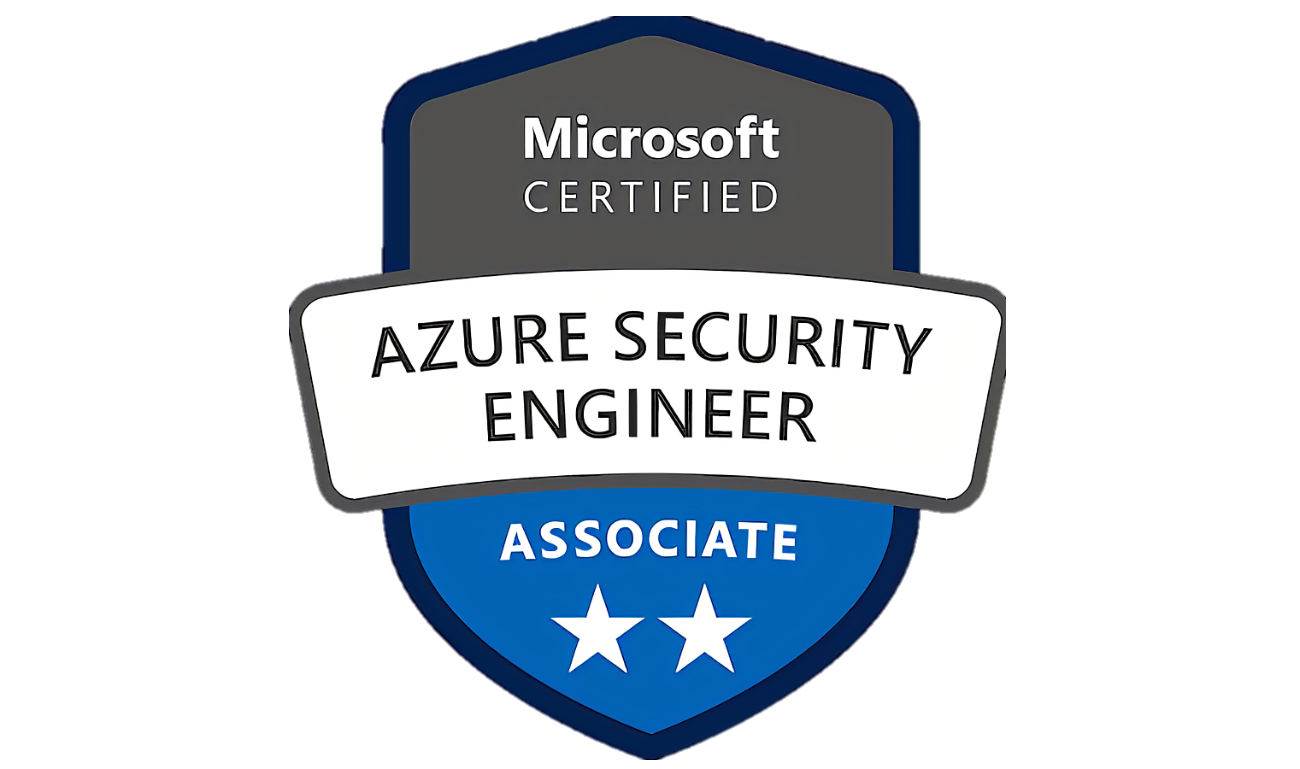 Microsoft
CERTIFIED
AZURE SECURITY
ENGINEER
ASSOCIATE